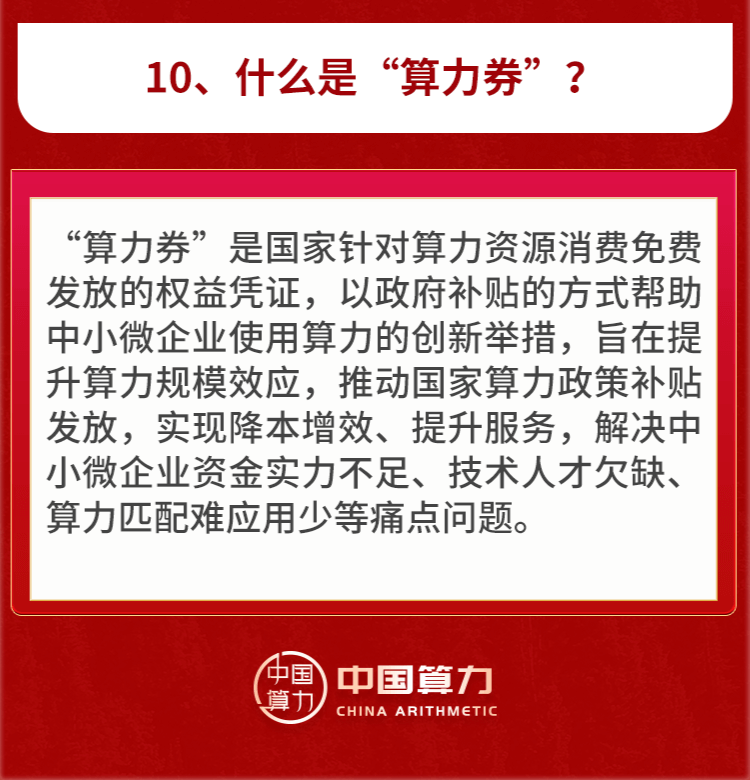 10、什么是“算力券”？
“算力券”是国家针对算力资源消费免费
发放的权益凭证，以政府补贴的方式帮助
中小微企业使用算力的创新举措，旨在提
升算力规模效应，推动国家算力政策补贴
发放，实现降本增效、提升服务，解决中
小微企业资金实力不足、技术人才欠缺、
算力匹配难应用少等痛点问题。
中国
算力
中国算力
CHINA ARITHMETIC